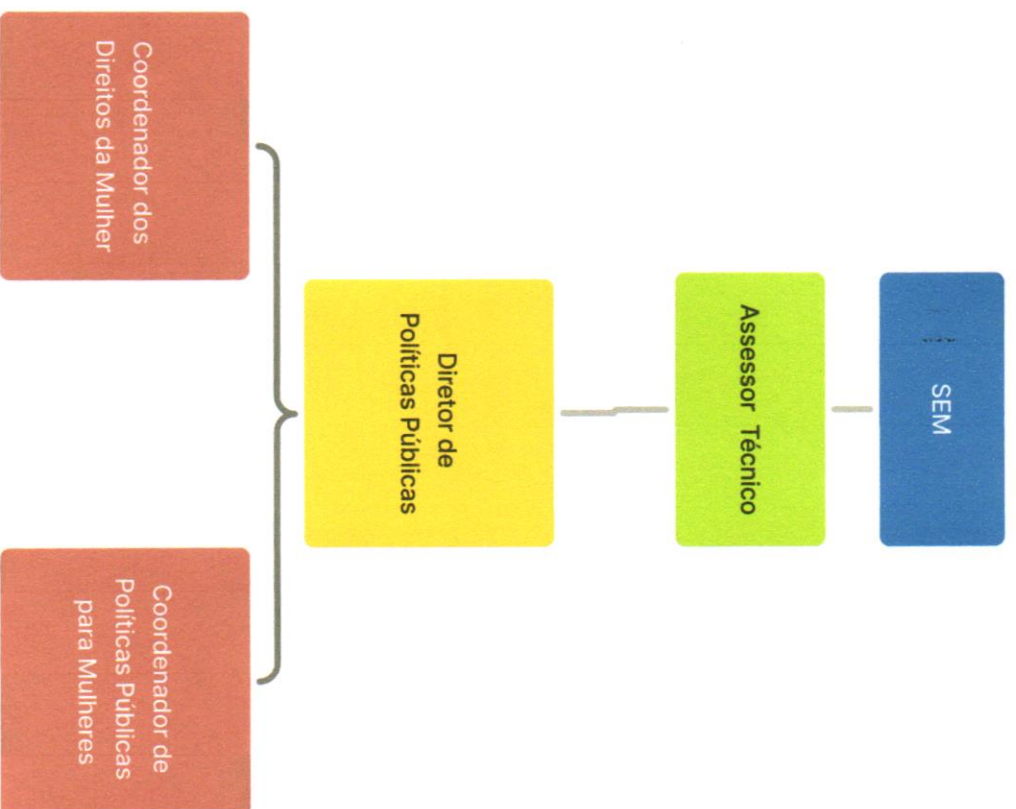 SEM
Assessor Técnico
Diretor de
Políticas Públicas
Coordenador dos
Direitos da Mulher
Coordenador de
Políticas Públicas
para Mulheres